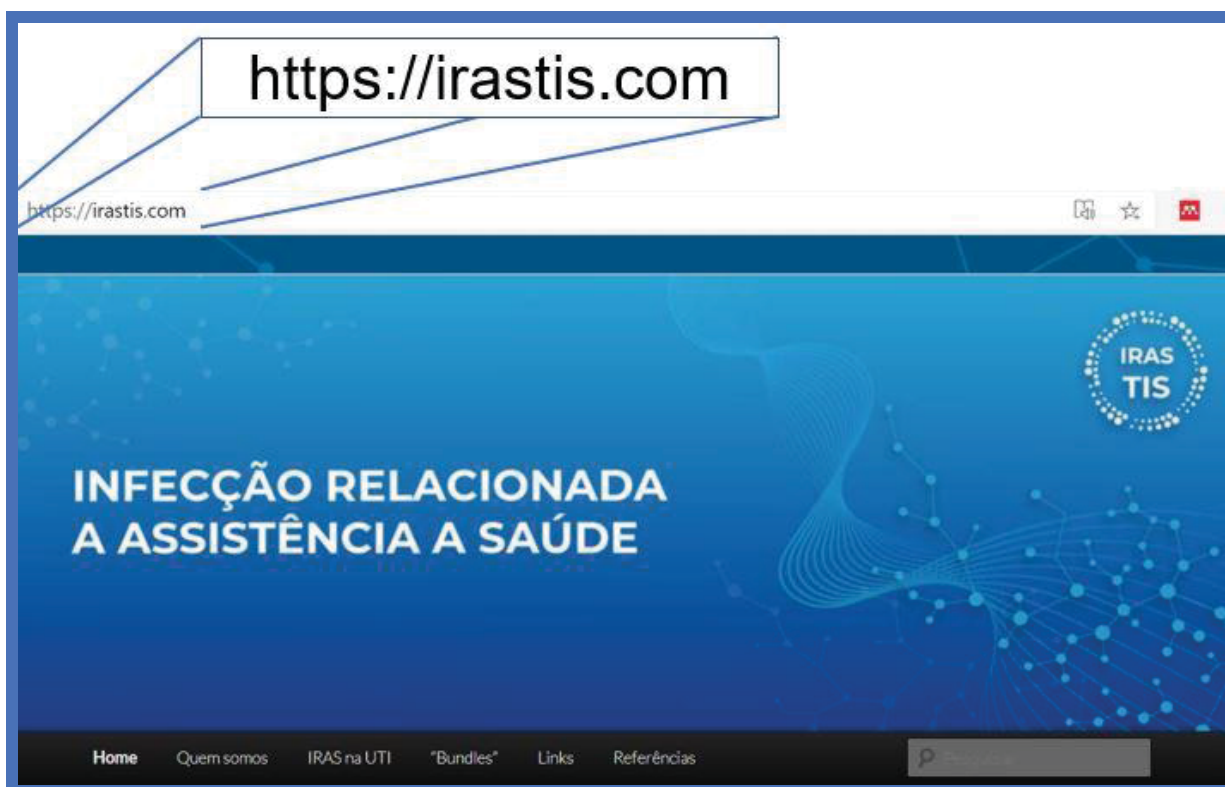 https://irastis.com
https://irastis.com
IRAS
TIS
INFECÇÃO RELACIONADA
A ASSISTÊNCIA A SAÚDE
Home Quem somos IRAS na UTI "Bundles" Links Referências